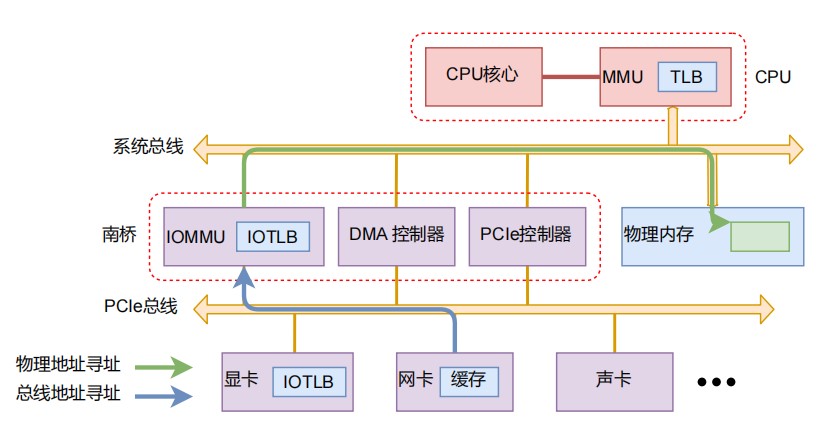 CPU核心
MMU
TLB
CPU
系统总线
南桥
IOMMU
IOTLB
DMA 控制器
PCIe控制器
物理内存
PCIe总线
物理地址寻址
总线地址寻址
显卡
IOTLB
网卡
缓存
声卡